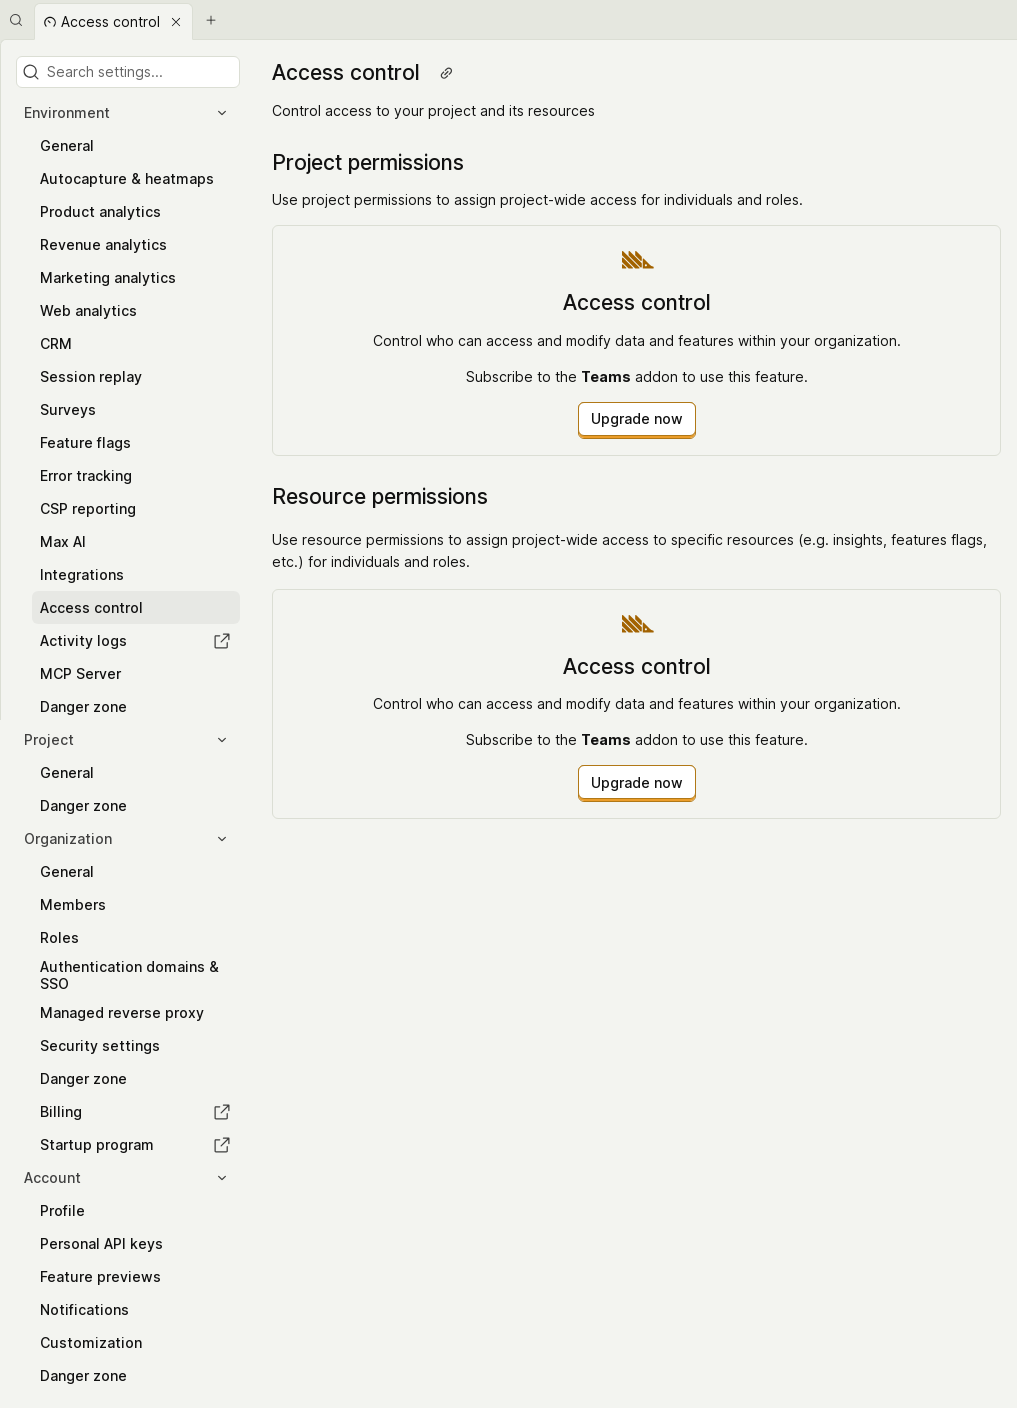 Access control
Search settings...
Environment
General
Autocapture & heatmaps
Product analytics
Revenue analytics
Marketing analytics
Web analytics
CRM
Session replay
Surveys
Feature flags
Error tracking
CSP reporting
Max AI
Integrations
Access control
Activity logs
MCP Server
Danger zone
Project
General
Danger zone
Organization
General
Members
Roles
Authentication domains &
SSO
Managed reverse proxy
Security settings
Danger zone
Billing
Startup program
Account
Profile
Personal API keys
Feature previews
Notifications
Customization
Danger zone
Access control
Control access to your project and its resources
Project permissions
Use project permissions to assign project-wide access for individuals and roles.
Access control
Control who can access and modify data and features within your organization.
Subscribe to the Teams addon to use this feature.
Upgrade now
Resource permissions
Use resource permissions to assign project-wide access to specific resources (e.g. insights, features flags,
etc.) for individuals and roles.
Access control
Control who can access and modify data and features within your organization.
Subscribe to the Teams addon to use this feature.
Upgrade now